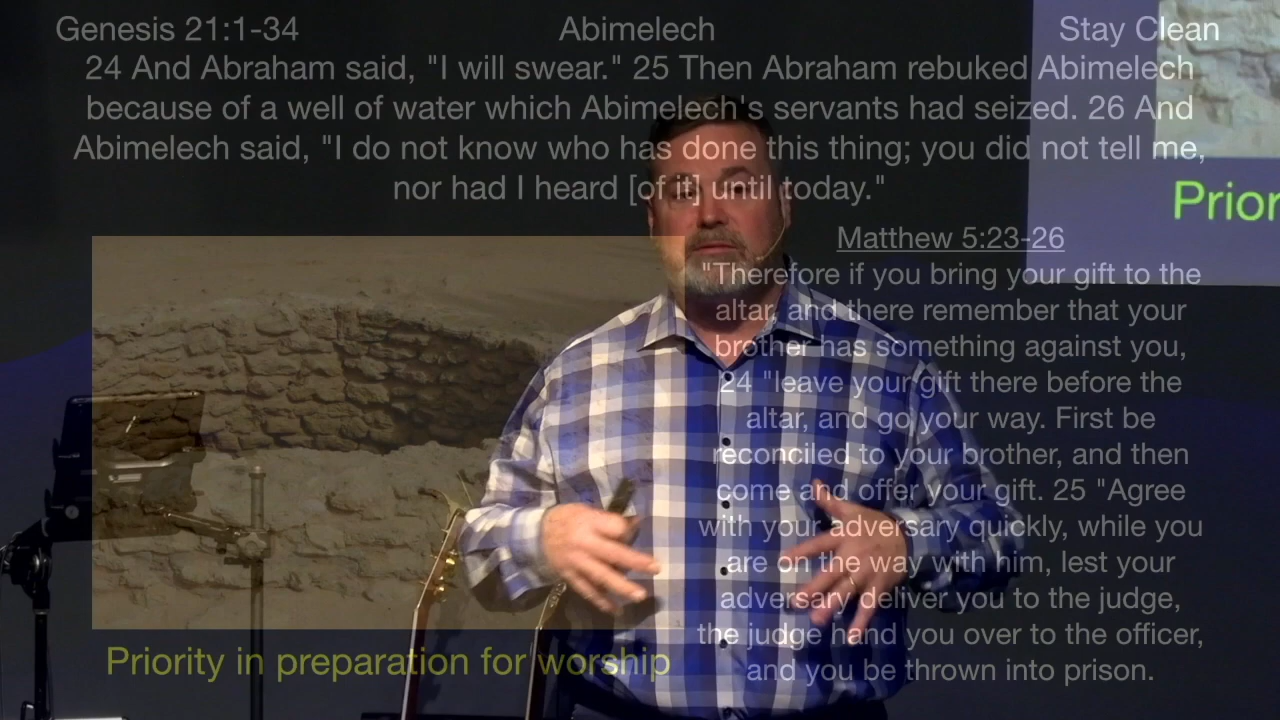 Genesis 21:1-34
Abimelech
Stay Clean
24 And Abraham said, "I will swear." 25 Then Abraham rebuked Abimelech
because of a well of water which Abimelech's servants had seized. 26 And
Abimelech said, "I do not know who has done this thing; you did not tell me,
nor had I heard [of it] until today."
Matthew 5:23-26
"Therefore if you bring your gift to the
altar, and there remember that your
brother has something against you,
24 "leave your gift there before the
altar, and go your way. First be
reconciled to your brother, and then
come and offer your gift. 25 "Agree
with your adversary quickly, while you
are on the way with him, lest your
adversary deliver you to the judge,
the judge hand you over to the officer,
and you be thrown into prison.
Priority in preparation for worship
Prior